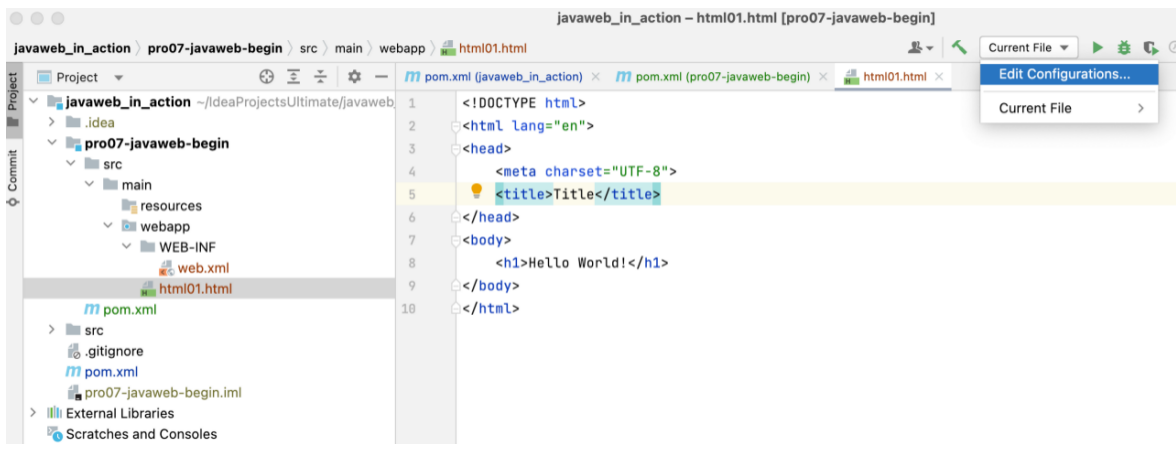 javaweb_in_action – html01.html [pro07-javaweb-begin]
javaweb_in_action 〉 pro07-javaweb-begin 〉 src 〉 main 〉 webapp 〉 html01.html
Current File
Edit Configurations...
Current File
Project
Commit
Project
pom.xml (javaweb_in_action) ×
pom.xml (pro07-javaweb-begin) ×
html01.html ×
javaweb_in_action ~/IdeaProjectsUltimate/javaweb
.idea
pro07-javaweb-begin
src
main
resources
webapp
WEB-INF
web.xml
html01.html
pom.xml
src
.gitignore
pom.xml
pro07-javaweb-begin.iml
External Libraries
Scratches and Consoles
1 <!DOCTYPE html>
2 <html lang="en">
3 <head>
4 <meta charset="UTF-8">
5 <title>Title</title>
6 </head>
7 <body>
8 <h1>Hello World!</h1>
9 </body>
10 </html>